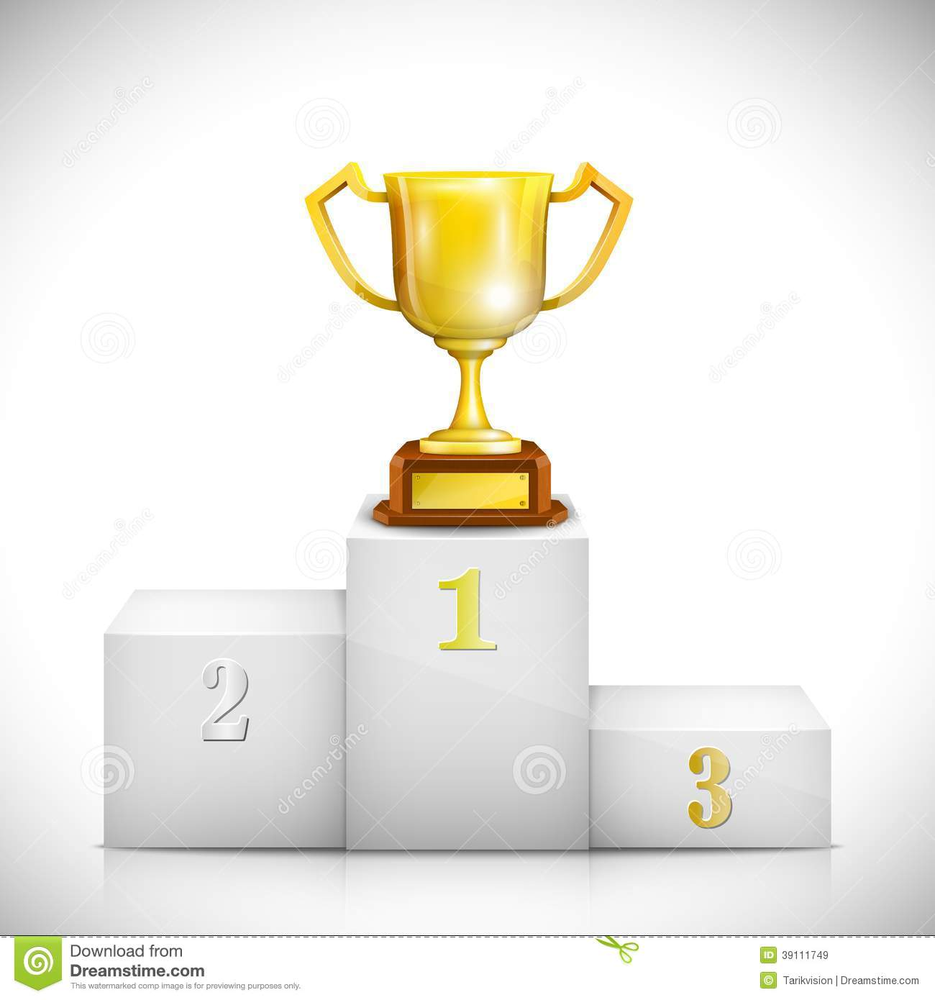 1
2
3
dreamstime
Download from
Dreamstime.com
This watermarked comp image is for previewing purposes only.
ID 39111749
© Tarikvision | Dreamstime.com